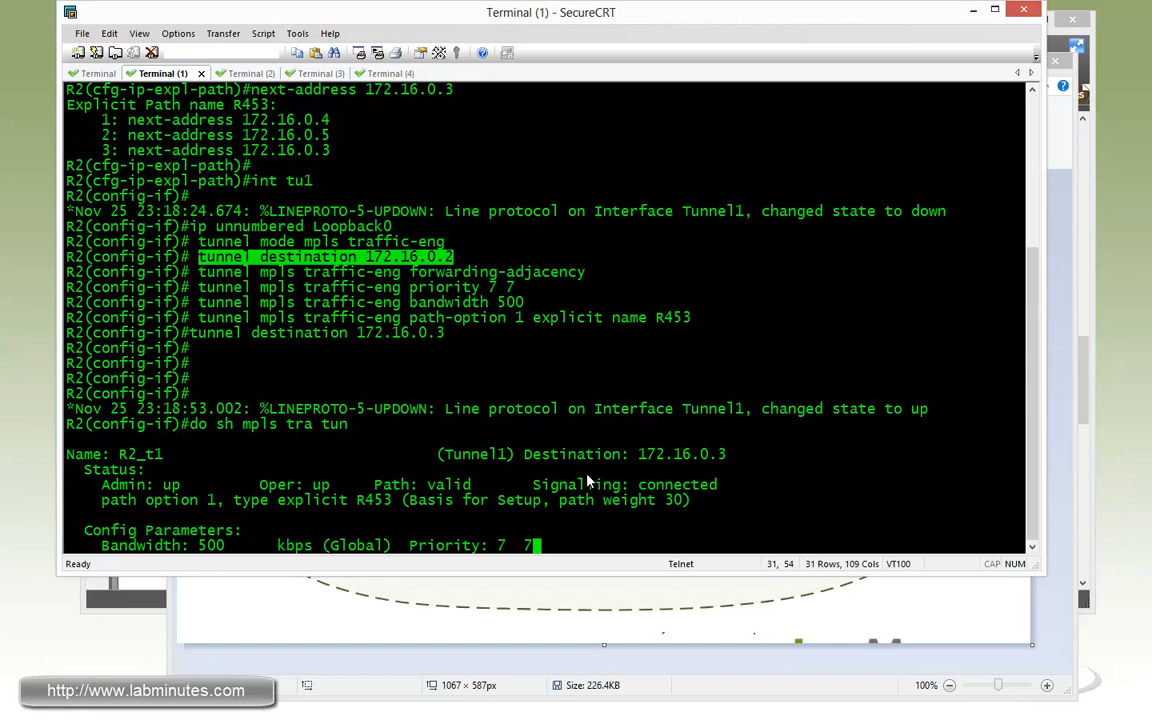 Terminal (1) - SecureCRT
File Edit View Options Transfer Script Tools Help
Terminal Terminal (1) Terminal (2) Terminal (3) Terminal (4)
R2(cfg-ip-expl-path)#next-address 172.16.0.3
Explicit Path name R453:
1: next-address 172.16.0.4
2: next-address 172.16.0.5
3: next-address 172.16.0.3
R2(cfg-ip-expl-path)#
R2(cfg-ip-expl-path)#int tu1
R2(config-if)#
*Nov 25 23:18:24.674: %LINEPROTO-5-UPDOWN: Line protocol on Interface Tunnel1, changed state to down
R2(config-if)#ip unnumbered Loopback0
R2(config-if)# tunnel mode mpls traffic-eng
R2(config-if)# tunnel destination 172.16.0.2
R2(config-if)# tunnel mpls traffic-eng forwarding-adjacency
R2(config-if)# tunnel mpls traffic-eng priority 7 7
R2(config-if)# tunnel mpls traffic-eng bandwidth 500
R2(config-if)# tunnel mpls traffic-eng path-option 1 explicit name R453
R2(config-if)#tunnel destination 172.16.0.3
R2(config-if)#
R2(config-if)#
R2(config-if)#
R2(config-if)#
*Nov 25 23:18:53.002: %LINEPROTO-5-UPDOWN: Line protocol on Interface Tunnel1, changed state to up
R2(config-if)#do sh mpls tra tun
Name: R2_t1 (Tunnel1) Destination: 172.16.0.3
Status:
Admin: up Oper: up Path: valid Signalling: connected
path option 1, type explicit R453 (Basis for Setup, path weight 30)
Config Parameters:
Bandwidth: 500 kbps (Global) Priority: 7 7
Ready Telnet 31, 54 31 Rows, 109 Cols VT100 CAP NUM
http://www.labminutes.com
1067 × 587px Size: 226.4KB 100%